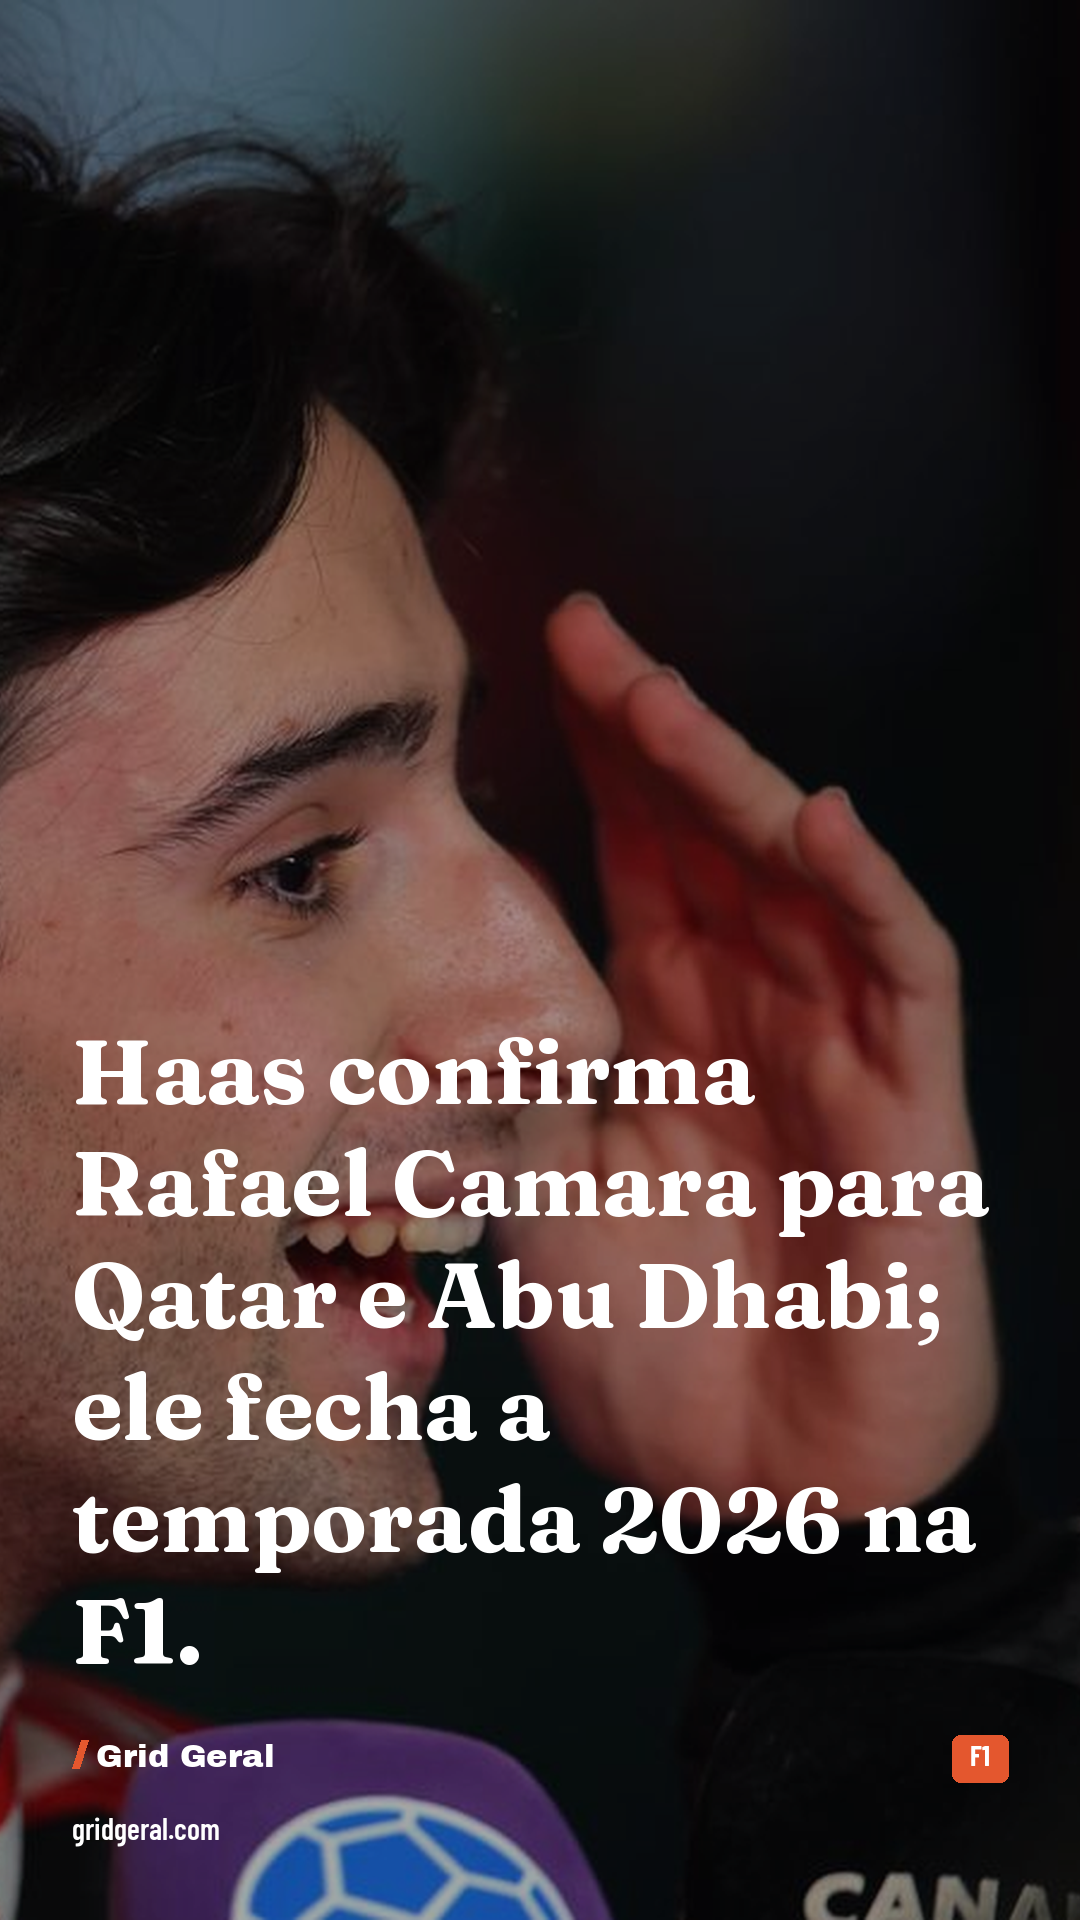 Haas confirma
Rafael Camara para
Qatar e Abu Dhabi;
ele fecha a
temporada 2026 na
F1.
/ Grid Geral
F1
gridgeral.com
CANA